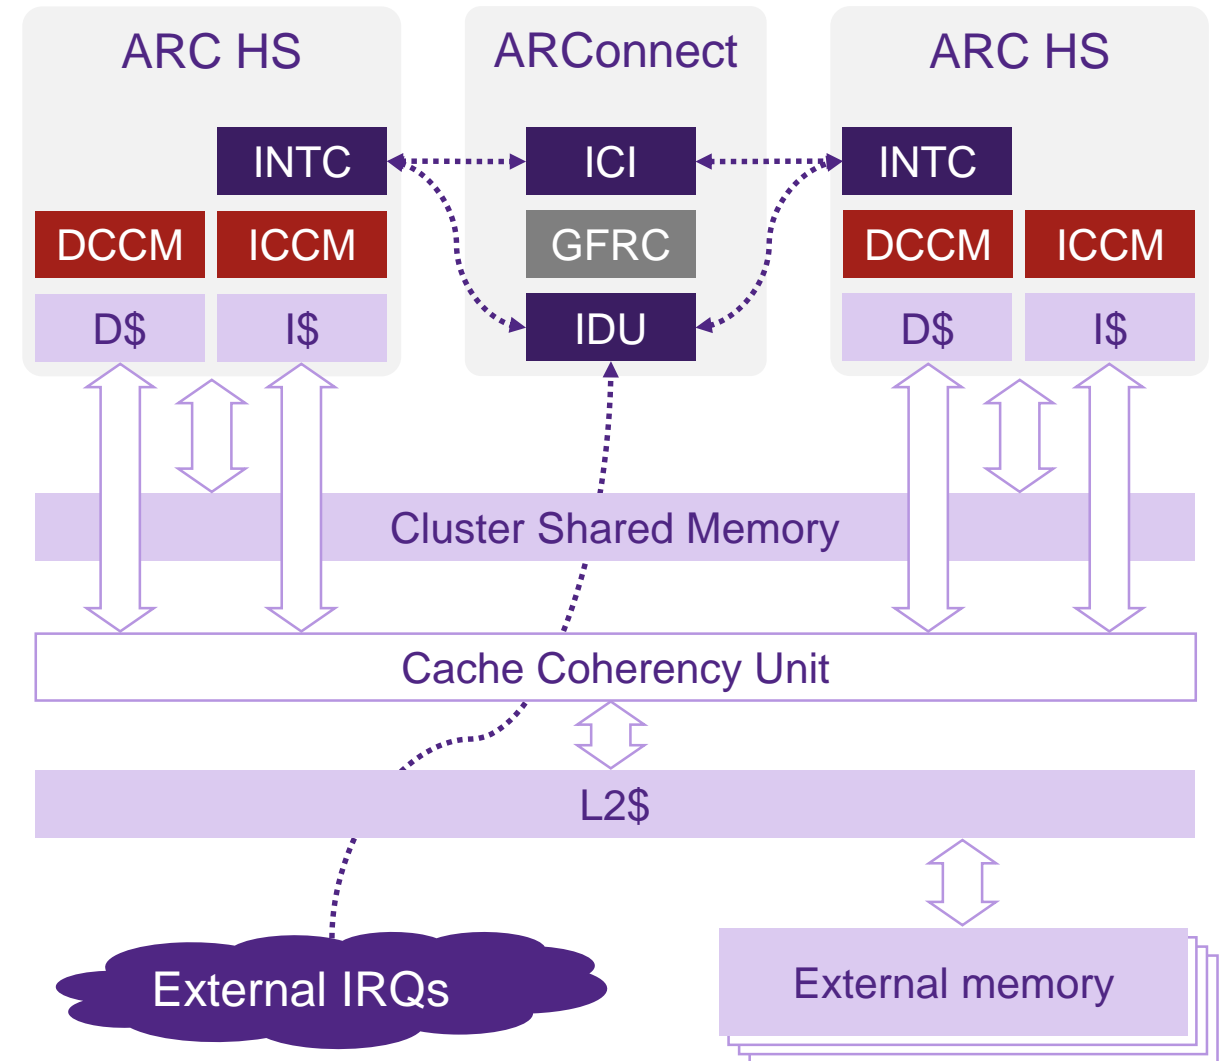 ARC HS
ARConnect
ARC HS
INTC
ICI
INTC
DCCM
ICCM
GFRC
DCCM
ICCM
D$
I$
IDU
D$
I$
Cluster Shared Memory
Cache Coherency Unit
L2$
External IRQs
External memory